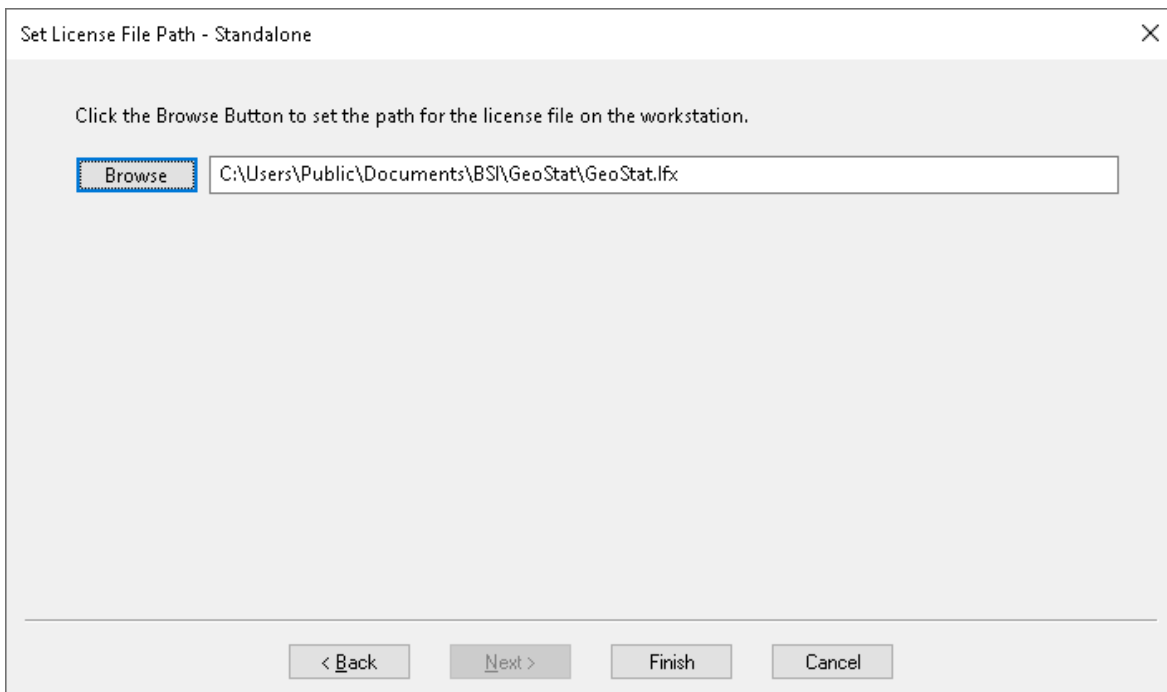 Set License File Path - Standalone
Click the Browse Button to set the path for the license file on the workstation.
Browse C:\Users\Public\Documents\BSI\GeoStat\GeoStat.lfx
< Back Next > Finish Cancel